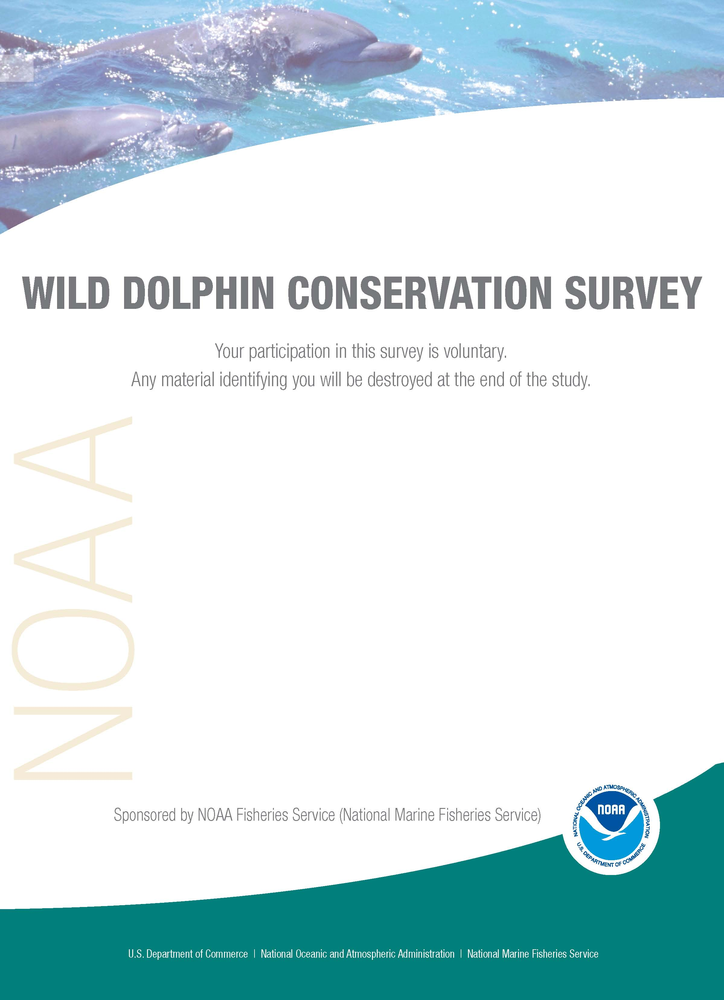 WILD DOLPHIN CONSERVATION SURVEY
Your participation in this survey is voluntary.
Any material identifying you will be destroyed at the end of the study.
NOAA
Sponsored by NOAA Fisheries Service (National Marine Fisheries Service)
NATIONAL OCEANIC AND ATMOSPHERIC ADMINISTRATION
NOAA
U.S. DEPARTMENT OF COMMERCE
U.S. Department of Commerce | National Oceanic and Atmospheric Administration | National Marine Fisheries Service